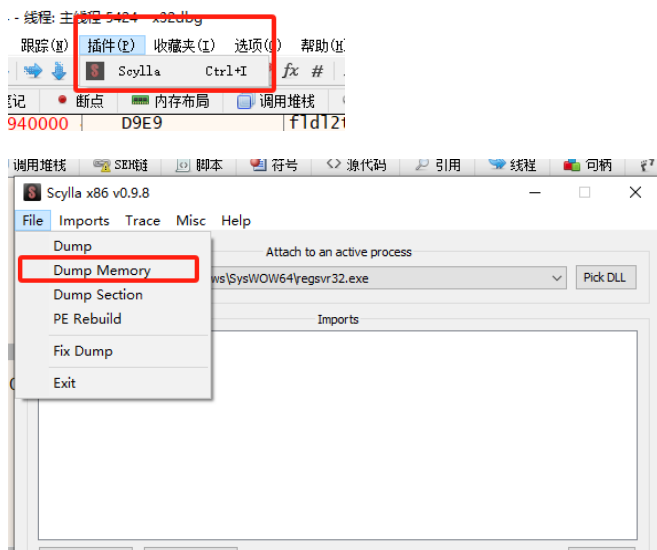 - 线程: 主线程 5424 - x32dbg
跟踪(N) 插件(P) 收藏夹(I) 选项(O) 帮助(H)
Scylla Ctrl+I fx #
笔记 断点 内存布局 调用堆栈
940000 D9E9 fldl2t
调用堆栈 SEH链 脚本 符号 源代码 引用 线程 句柄
Scylla x86 v0.9.8
File Imports Trace Misc Help
Dump
Attach to an active process
Dump Memory
ws\SysWOW64\regsvr32.exe Pick DLL
Dump Section
PE Rebuild
Imports
Fix Dump
Exit